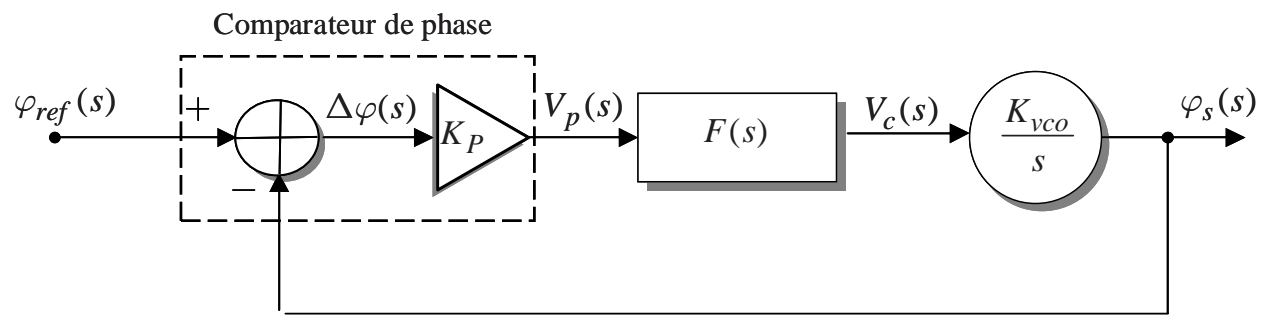 Comparateur de phase
φref(s)
+
−
Δφ(s)
KP
Vp(s)
F(s)
Vc(s)
Kvco
s
φs(s)